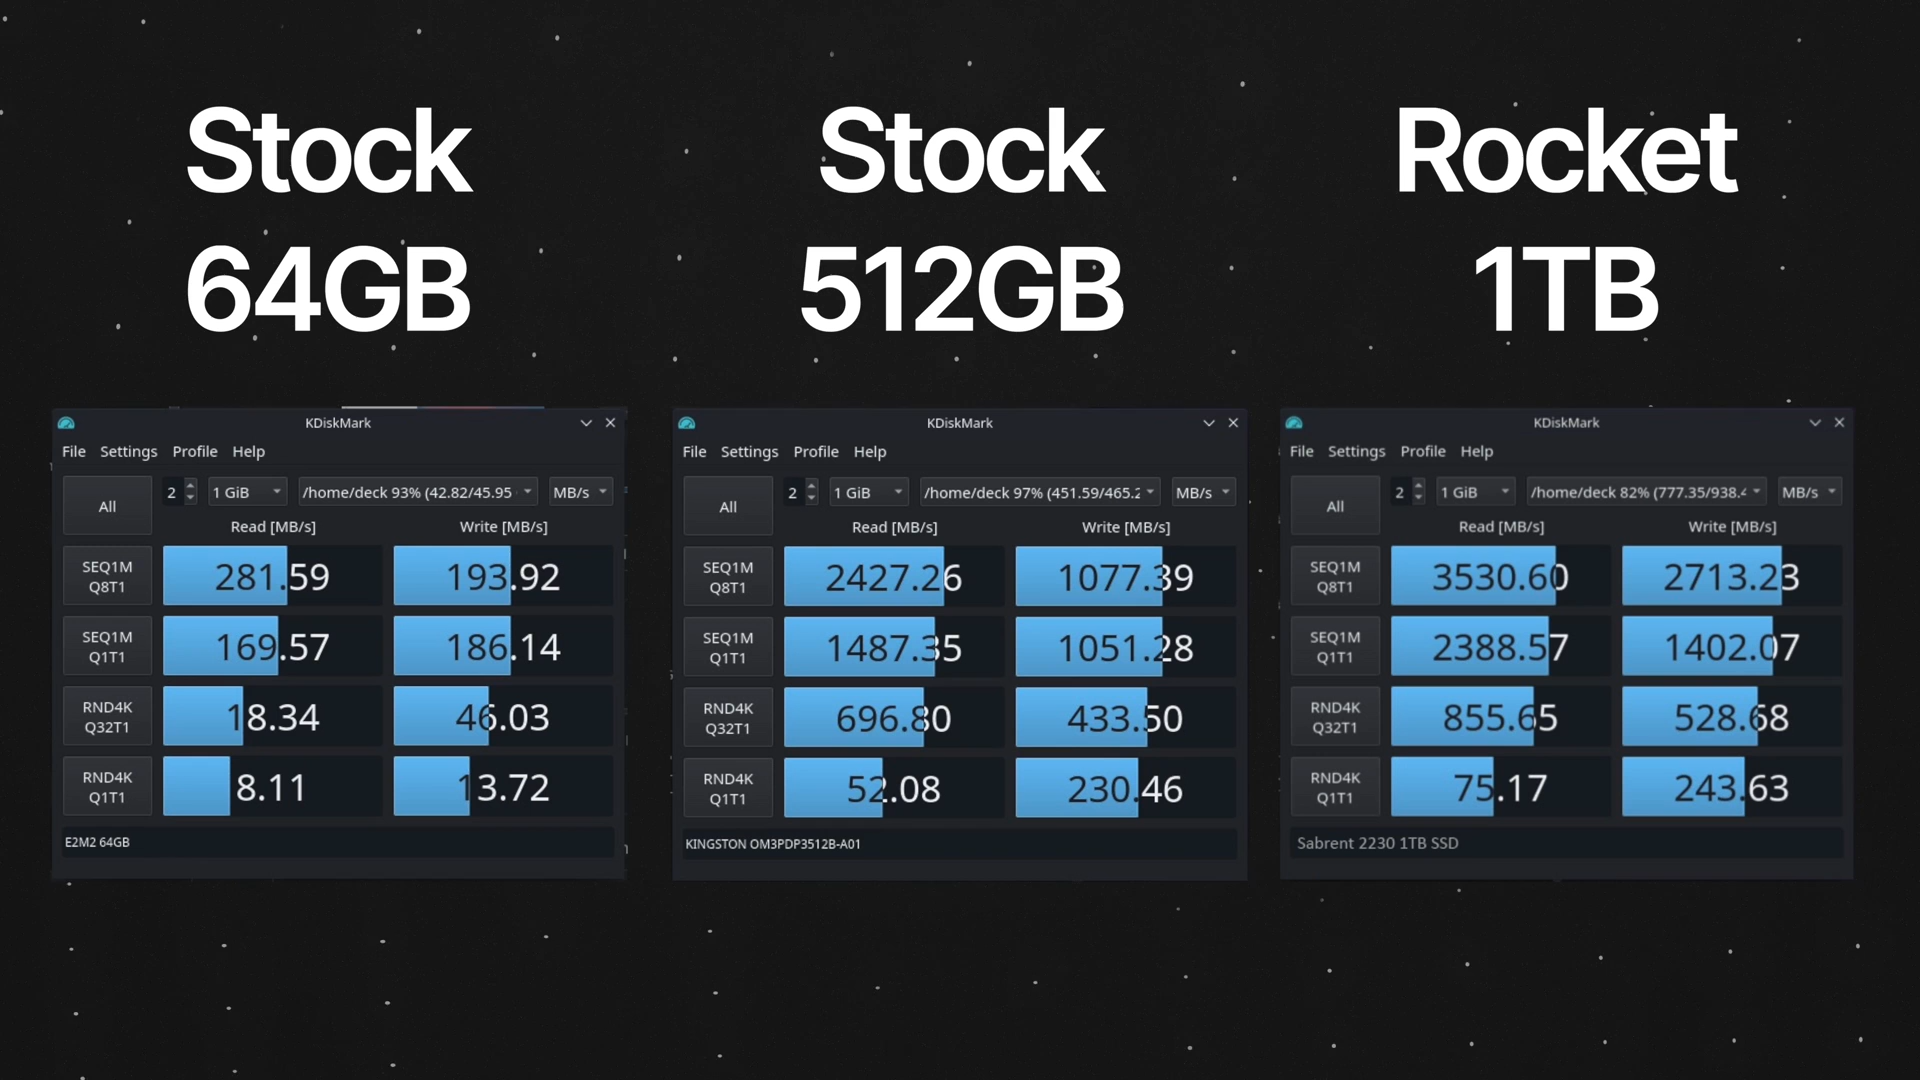 Stock
64GB
Stock
512GB
Rocket
1TB
KDiskMark
File Settings Profile Help
All 2 1 GiB /home/deck 93% (42.82/45.95 MB/s
Read [MB/s] Write [MB/s]
SEQ1M
Q8T1
281.59 193.92
SEQ1M
Q1T1
169.57 186.14
RND4K
Q32T1
18.34 46.03
RND4K
Q1T1
8.11 13.72
E2M2 64GB
KDiskMark
File Settings Profile Help
All 2 1 GiB /home/deck 97% (451.59/465.2 MB/s
Read [MB/s] Write [MB/s]
SEQ1M
Q8T1
2427.26 1077.39
SEQ1M
Q1T1
1487.35 1051.28
RND4K
Q32T1
696.80 433.50
RND4K
Q1T1
52.08 230.46
KINGSTON OM3PDP3512B-A01
KDiskMark
File Settings Profile Help
All 2 1 GiB /home/deck 82% (777.35/938.4 MB/s
Read [MB/s] Write [MB/s]
SEQ1M
Q8T1
3530.60 2713.23
SEQ1M
Q1T1
2388.57 1402.07
RND4K
Q32T1
855.65 528.68
RND4K
Q1T1
75.17 243.63
Sabrent 2230 1TB SSD